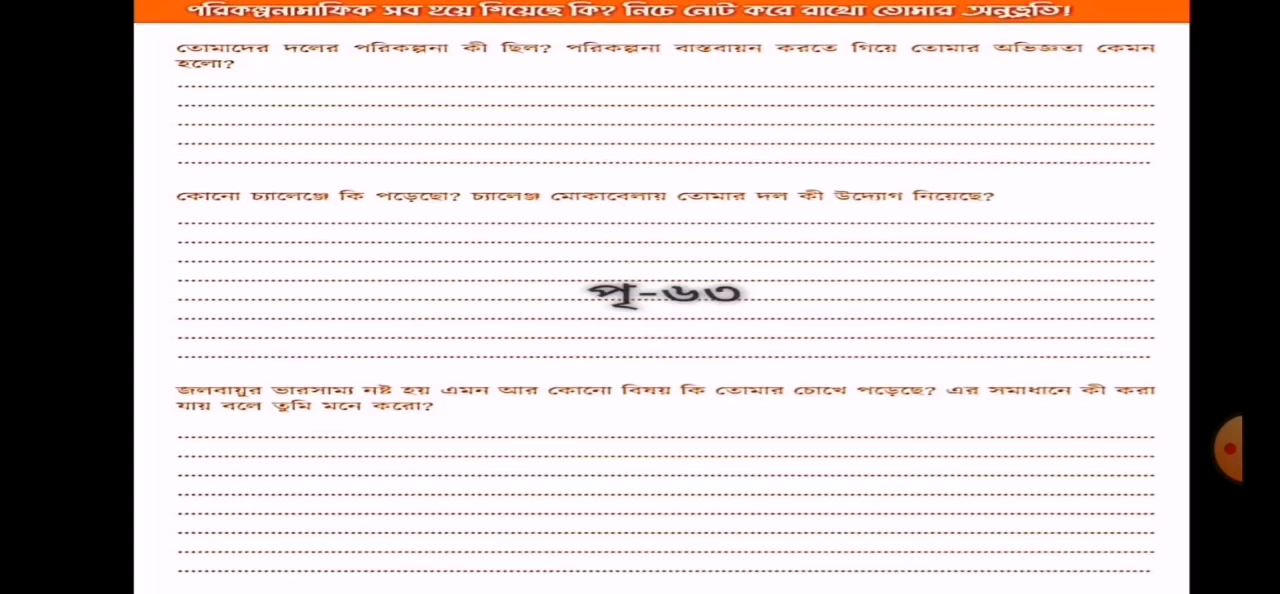 পরিকল্পনামাফিক সব হয়ে গিয়েছে কি? নিচে নোট করে রাখো তোমার অনুভূতি।
তোমাদের দলের পরিকল্পনা কী ছিল? পরিকল্পনা বাস্তবায়ন করতে গিয়ে তোমার অভিজ্ঞতা কেমন
হলো?
কোনো চ্যালেঞ্জে কি পড়েছো? চ্যালেঞ্জ মোকাবেলায় তোমার দল কী উদ্যোগ নিয়েছে?
পৃ-৬৩
জলবায়ুর ভারসাম্য নষ্ট হয় এমন আর কোনো বিষয় কি তোমার চোখে পড়েছে? এর সমাধানে কী করা
যায় বলে তুমি মনে করো?